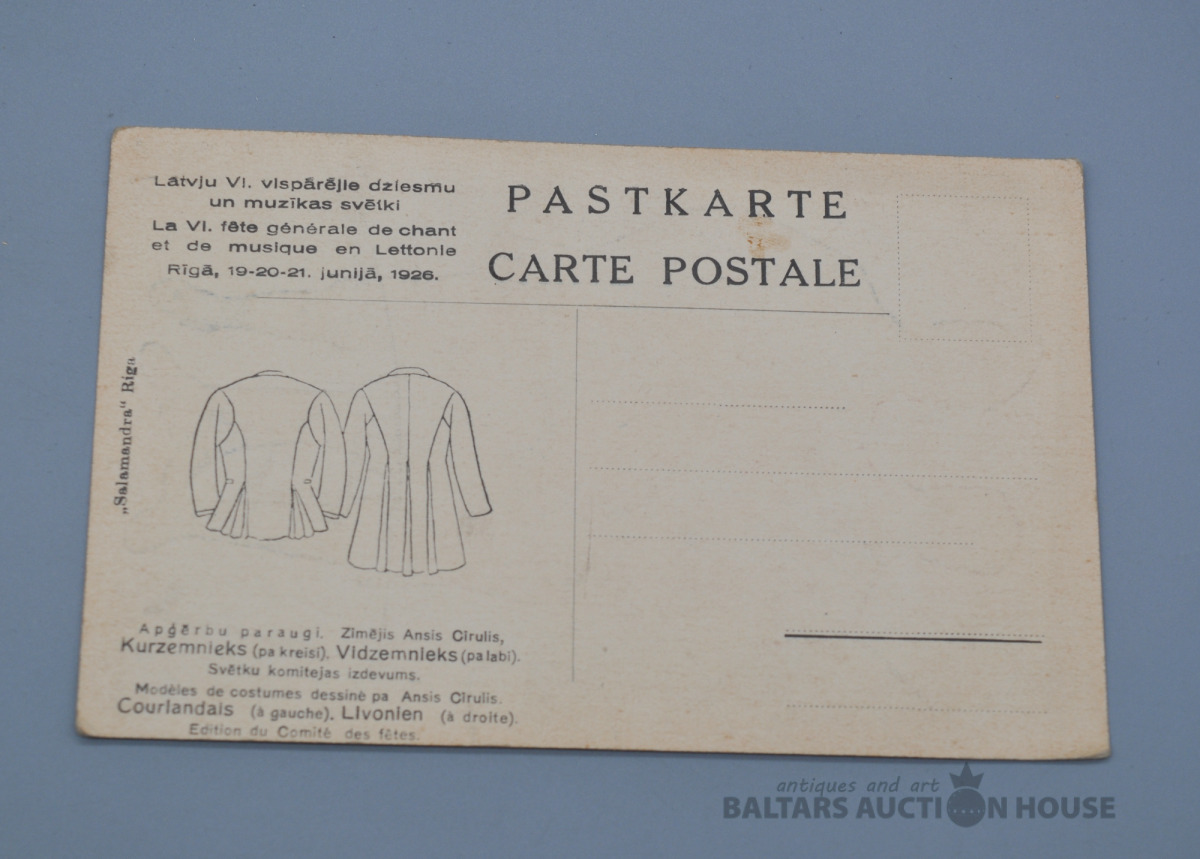 Latvju VI. vispārējie dziesmu
un muzīkas svētki
La VI. fête générale de chant
et de musique en Lettonie
Rīgā, 19-20-21. junijā, 1926.
PASTKARTE
CARTE POSTALE
„Salamandra“ Riga
Apģērbu paraugi. Zīmējis Ansis Cīrulis,
Kurzemnieks (pa kreisi). Vidzemnieks (pa labi).
Svētku komitejas izdevums.
Modèles de costumes dessinè pa Ansis Cīrulis.
Courlandais (à gauche). Livonien (à droite).
Edition du Comité des fêtes.
antiques and art
BALTARS AUCTION HOUSE